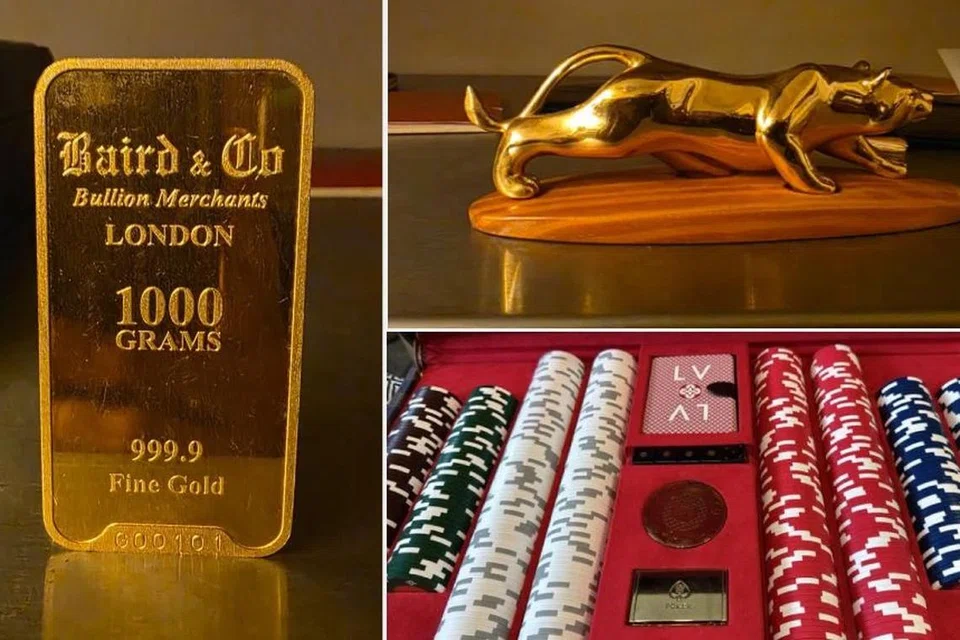 Baird & Co
Bullion Merchants
LONDON
1000
GRAMS
999.9
Fine Gold
000101
LV
LV
POKER